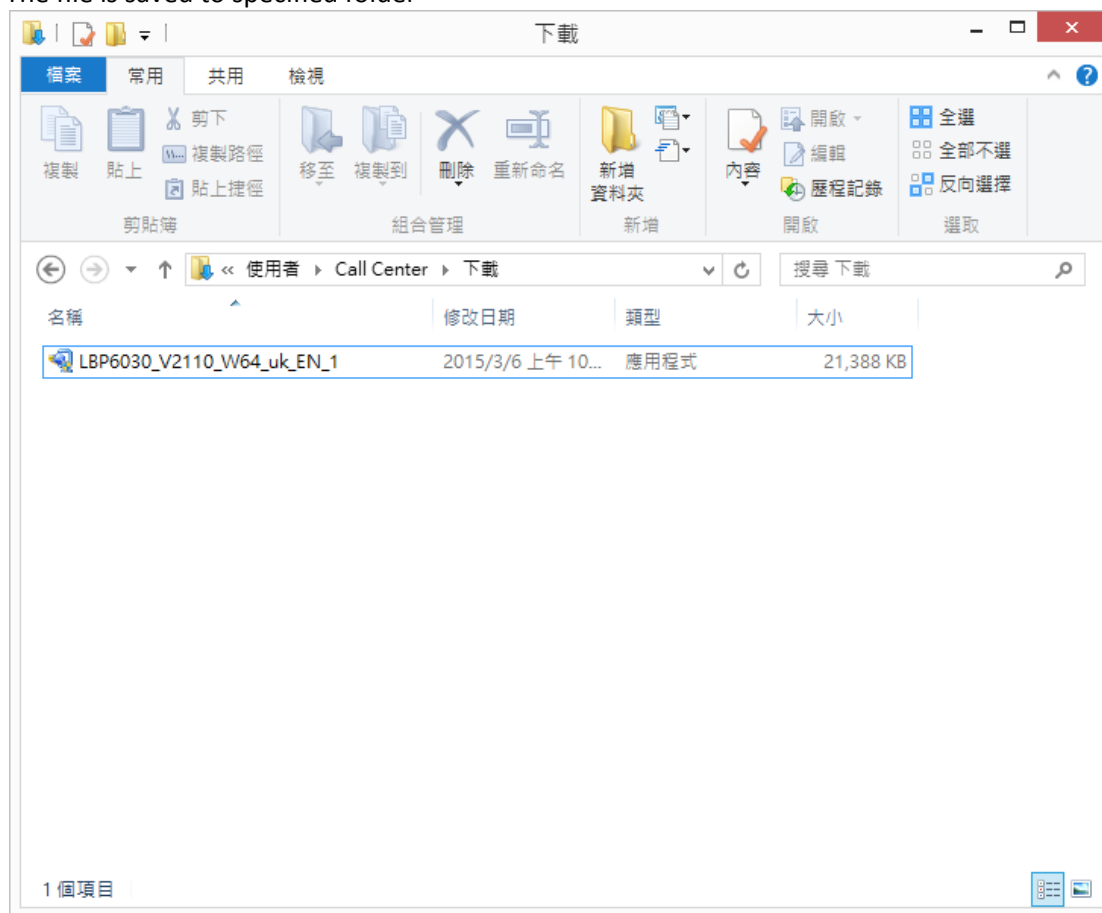 The file is saved to specified folder
下載
檔案 常用 共用 檢視
複製 貼上 剪下 複製路徑 貼上捷徑 移至 複製到 刪除 重新命名 新增資料夾 內容 開啟 編輯 歷程記錄 全選 全部不選 反向選擇
剪貼簿 組合管理 新增 開啟 選取
« 使用者 Call Center 下載 搜尋 下載
名稱 修改日期 類型 大小
LBP6030_V2110_W64_uk_EN_1 2015/3/6 上午 10... 應用程式 21,388 KB
1 個項目